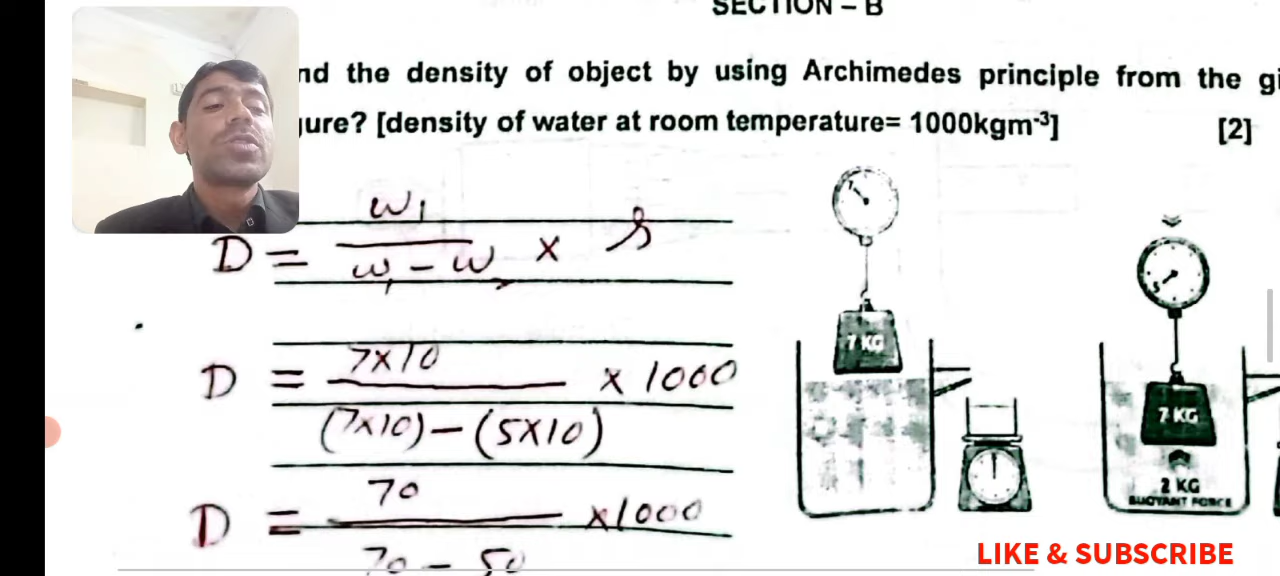 SECTION – B
nd the density of object by using Archimedes principle from the gi
gure? [density of water at room temperature= 1000kgm-³] [2]
D = w₁ / w₁ - w₂ × ρ
D = 7×10 / (7×10) – (5×10) × 1000
D = 70 / 70 – 50 ×1000
7 KG
5
7 KG
2 KG
BUOYANT FORCE
LIKE & SUBSCRIBE